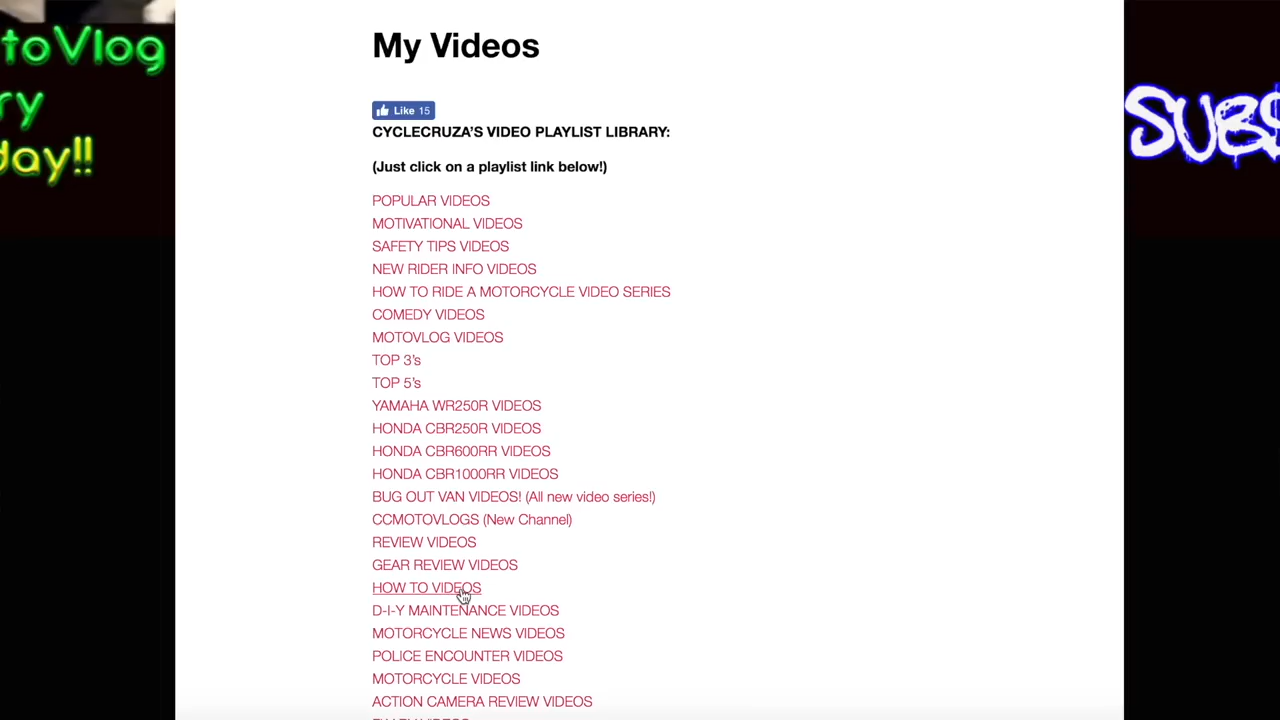 toVlog
ry
day!!
SUBS
My Videos
Like 15
CYCLECRUZA'S VIDEO PLAYLIST LIBRARY:
(Just click on a playlist link below!)
POPULAR VIDEOS
MOTIVATIONAL VIDEOS
SAFETY TIPS VIDEOS
NEW RIDER INFO VIDEOS
HOW TO RIDE A MOTORCYCLE VIDEO SERIES
COMEDY VIDEOS
MOTOVLOG VIDEOS
TOP 3's
TOP 5's
YAMAHA WR250R VIDEOS
HONDA CBR250R VIDEOS
HONDA CBR600RR VIDEOS
HONDA CBR1000RR VIDEOS
BUG OUT VAN VIDEOS! (All new video series!)
CCMOTOVLOGS (New Channel)
REVIEW VIDEOS
GEAR REVIEW VIDEOS
HOW TO VIDEOS
D-I-Y MAINTENANCE VIDEOS
MOTORCYCLE NEWS VIDEOS
POLICE ENCOUNTER VIDEOS
MOTORCYCLE VIDEOS
ACTION CAMERA REVIEW VIDEOS